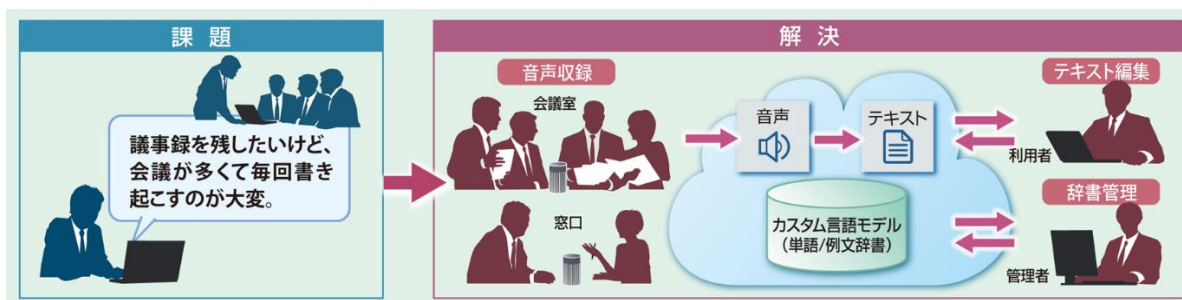 課題
議事録を残したいけど、
会議が多くて毎回書き
起こすのが大変。
解決
音声収録
会議室
窓口
音声
テキスト
カスタム言語モデル
(単語/例文辞書)
テキスト編集
利用者
辞書管理
管理者